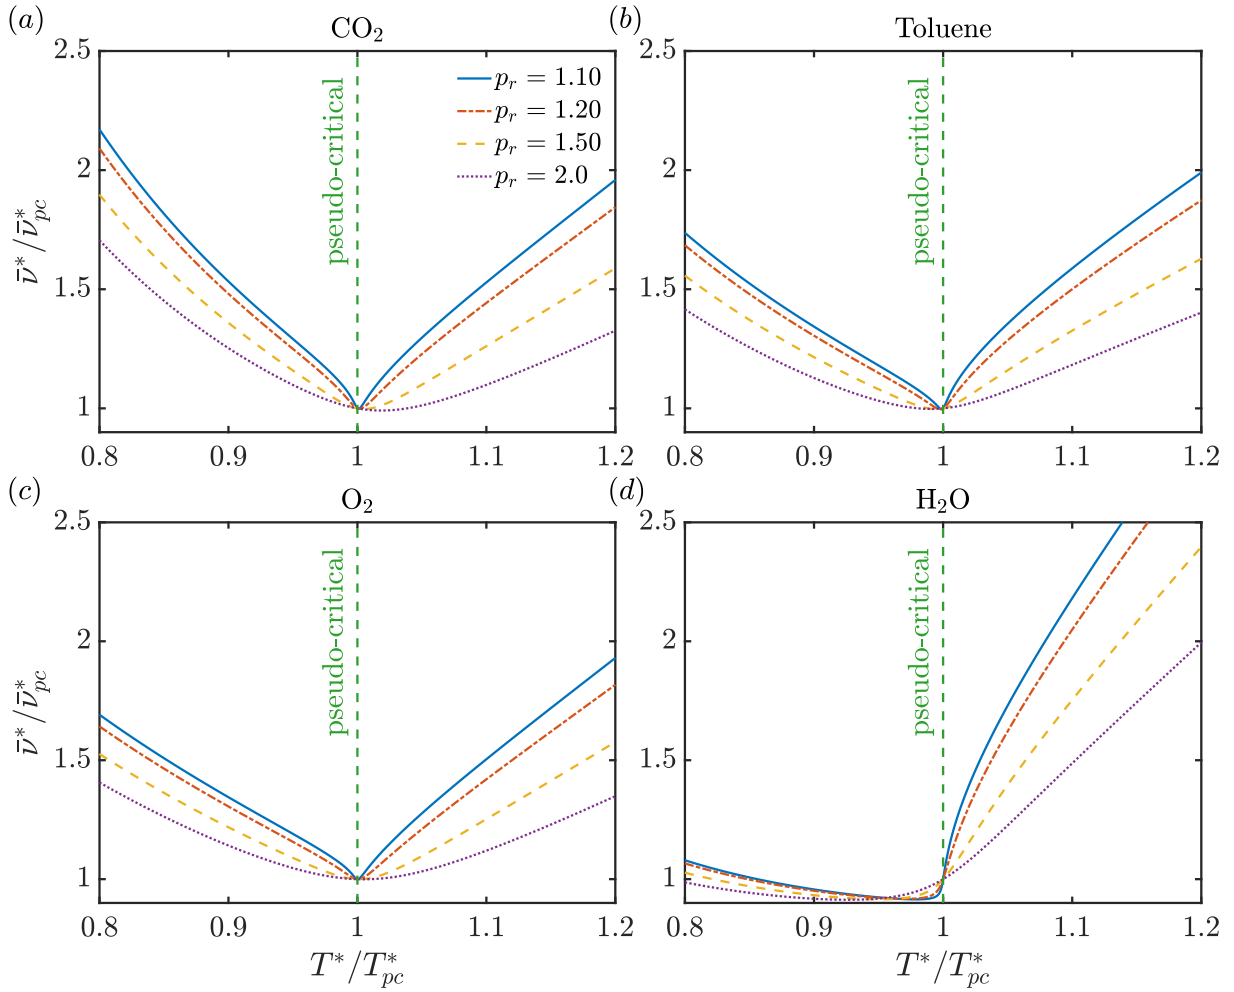 (a)
CO₂
2.5
2
1.5
1
ν̄*/ν̄*ₚ꜀
pseudo-critical
pᵣ = 1.10
pᵣ = 1.20
pᵣ = 1.50
pᵣ = 2.0
0.8 0.9 1 1.1 1.2
(b)
Toluene
2.5
2
1.5
1
pseudo-critical
0.8 0.9 1 1.1 1.2
(c)
O₂
2.5
2
1.5
1
ν̄*/ν̄*ₚ꜀
pseudo-critical
0.8 0.9 1 1.1 1.2
T*/T*ₚ꜀
(d)
H₂O
2.5
2
1.5
1
pseudo-critical
0.8 0.9 1 1.1 1.2
T*/T*ₚ꜀